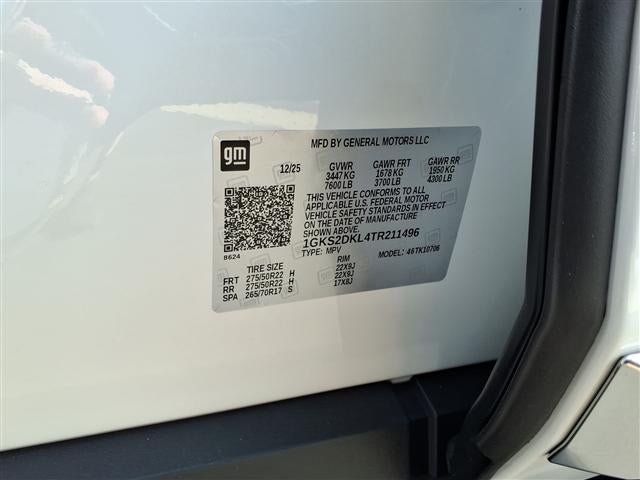 MFD BY GENERAL MOTORS LLC
gm
12/25 GVWR GAWR FRT GAWR RR
3447 KG 1678 KG 1950 KG
7600 LB 3700 LB 4300 LB
THIS VEHICLE CONFORMS TO ALL
APPLICABLE U.S. FEDERAL MOTOR
VEHICLE SAFETY STANDARDS IN EFFECT
ON THE DATE OF MANUFACTURE
SHOWN ABOVE.
1GKS2DKL4TR211496
8624
TYPE: MPV 46TK10706
TIRE SIZE RIM
FRT 275/50R22 H 22X9J
RR 275/50R22 H 22X9J
SPA 265/70R17 S 17X8J